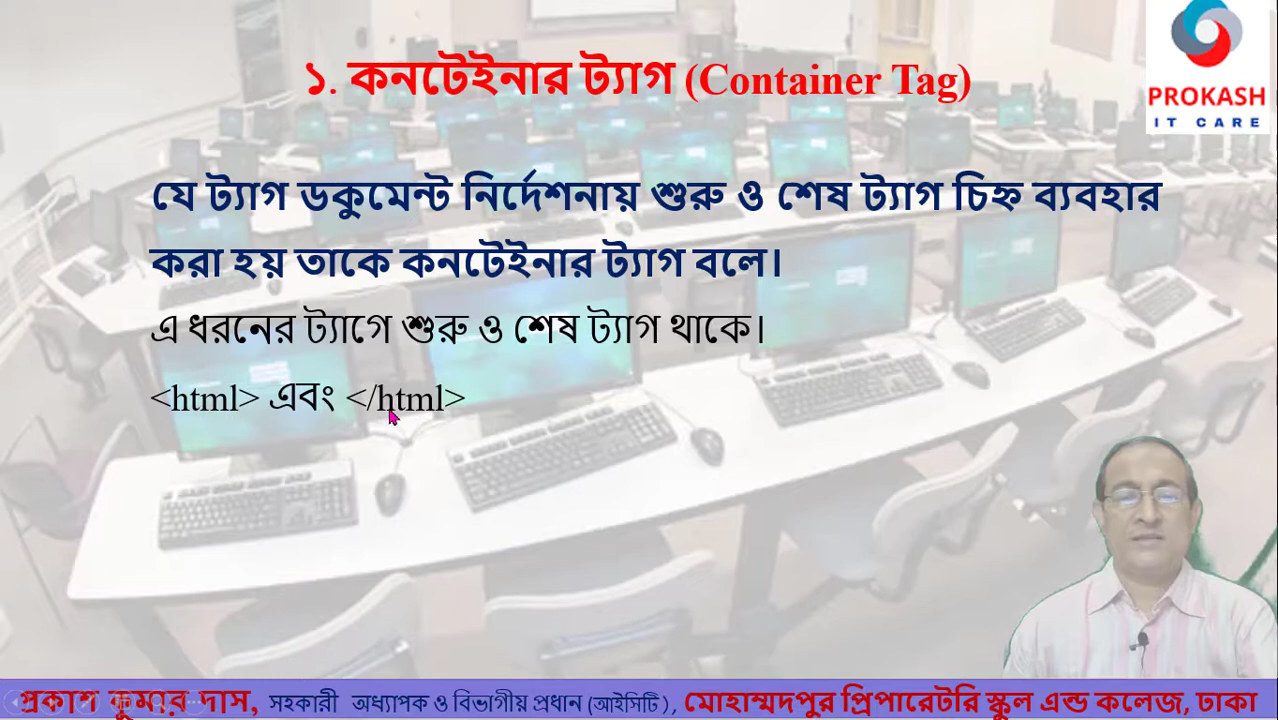 ১. কনটেইনার ট্যাগ (Container Tag)
PROKASH
IT CARE
যে ট্যাগ ডকুমেন্ট নির্দেশনায় শুরু ও শেষ ট্যাগ চিহ্ন ব্যবহার
করা হয় তাকে কনটেইনার ট্যাগ বলে।
এ ধরনের ট্যাগে শুরু ও শেষ ট্যাগ থাকে।
<html> এবং </html>
প্রকাশ কুমার দাস, সহকারী অধ্যাপক ও বিভাগীয় প্রধান (আইসিটি), মোহাম্মদপুর প্রিপারেটরি স্কুল এন্ড কলেজ, ঢাকা